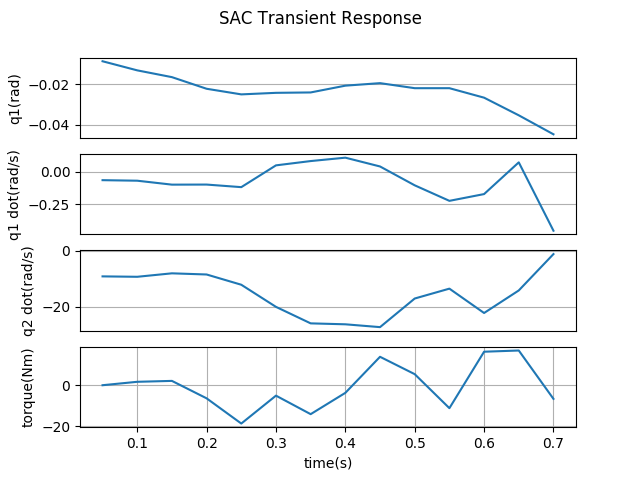 SAC Transient Response
q1(rad)
−0.02
−0.04
q1 dot(rad/s)
0.00
−0.25
q2 dot(rad/s)
0
−20
torque(Nm)
0
−20
0.1 0.2 0.3 0.4 0.5 0.6 0.7
time(s)